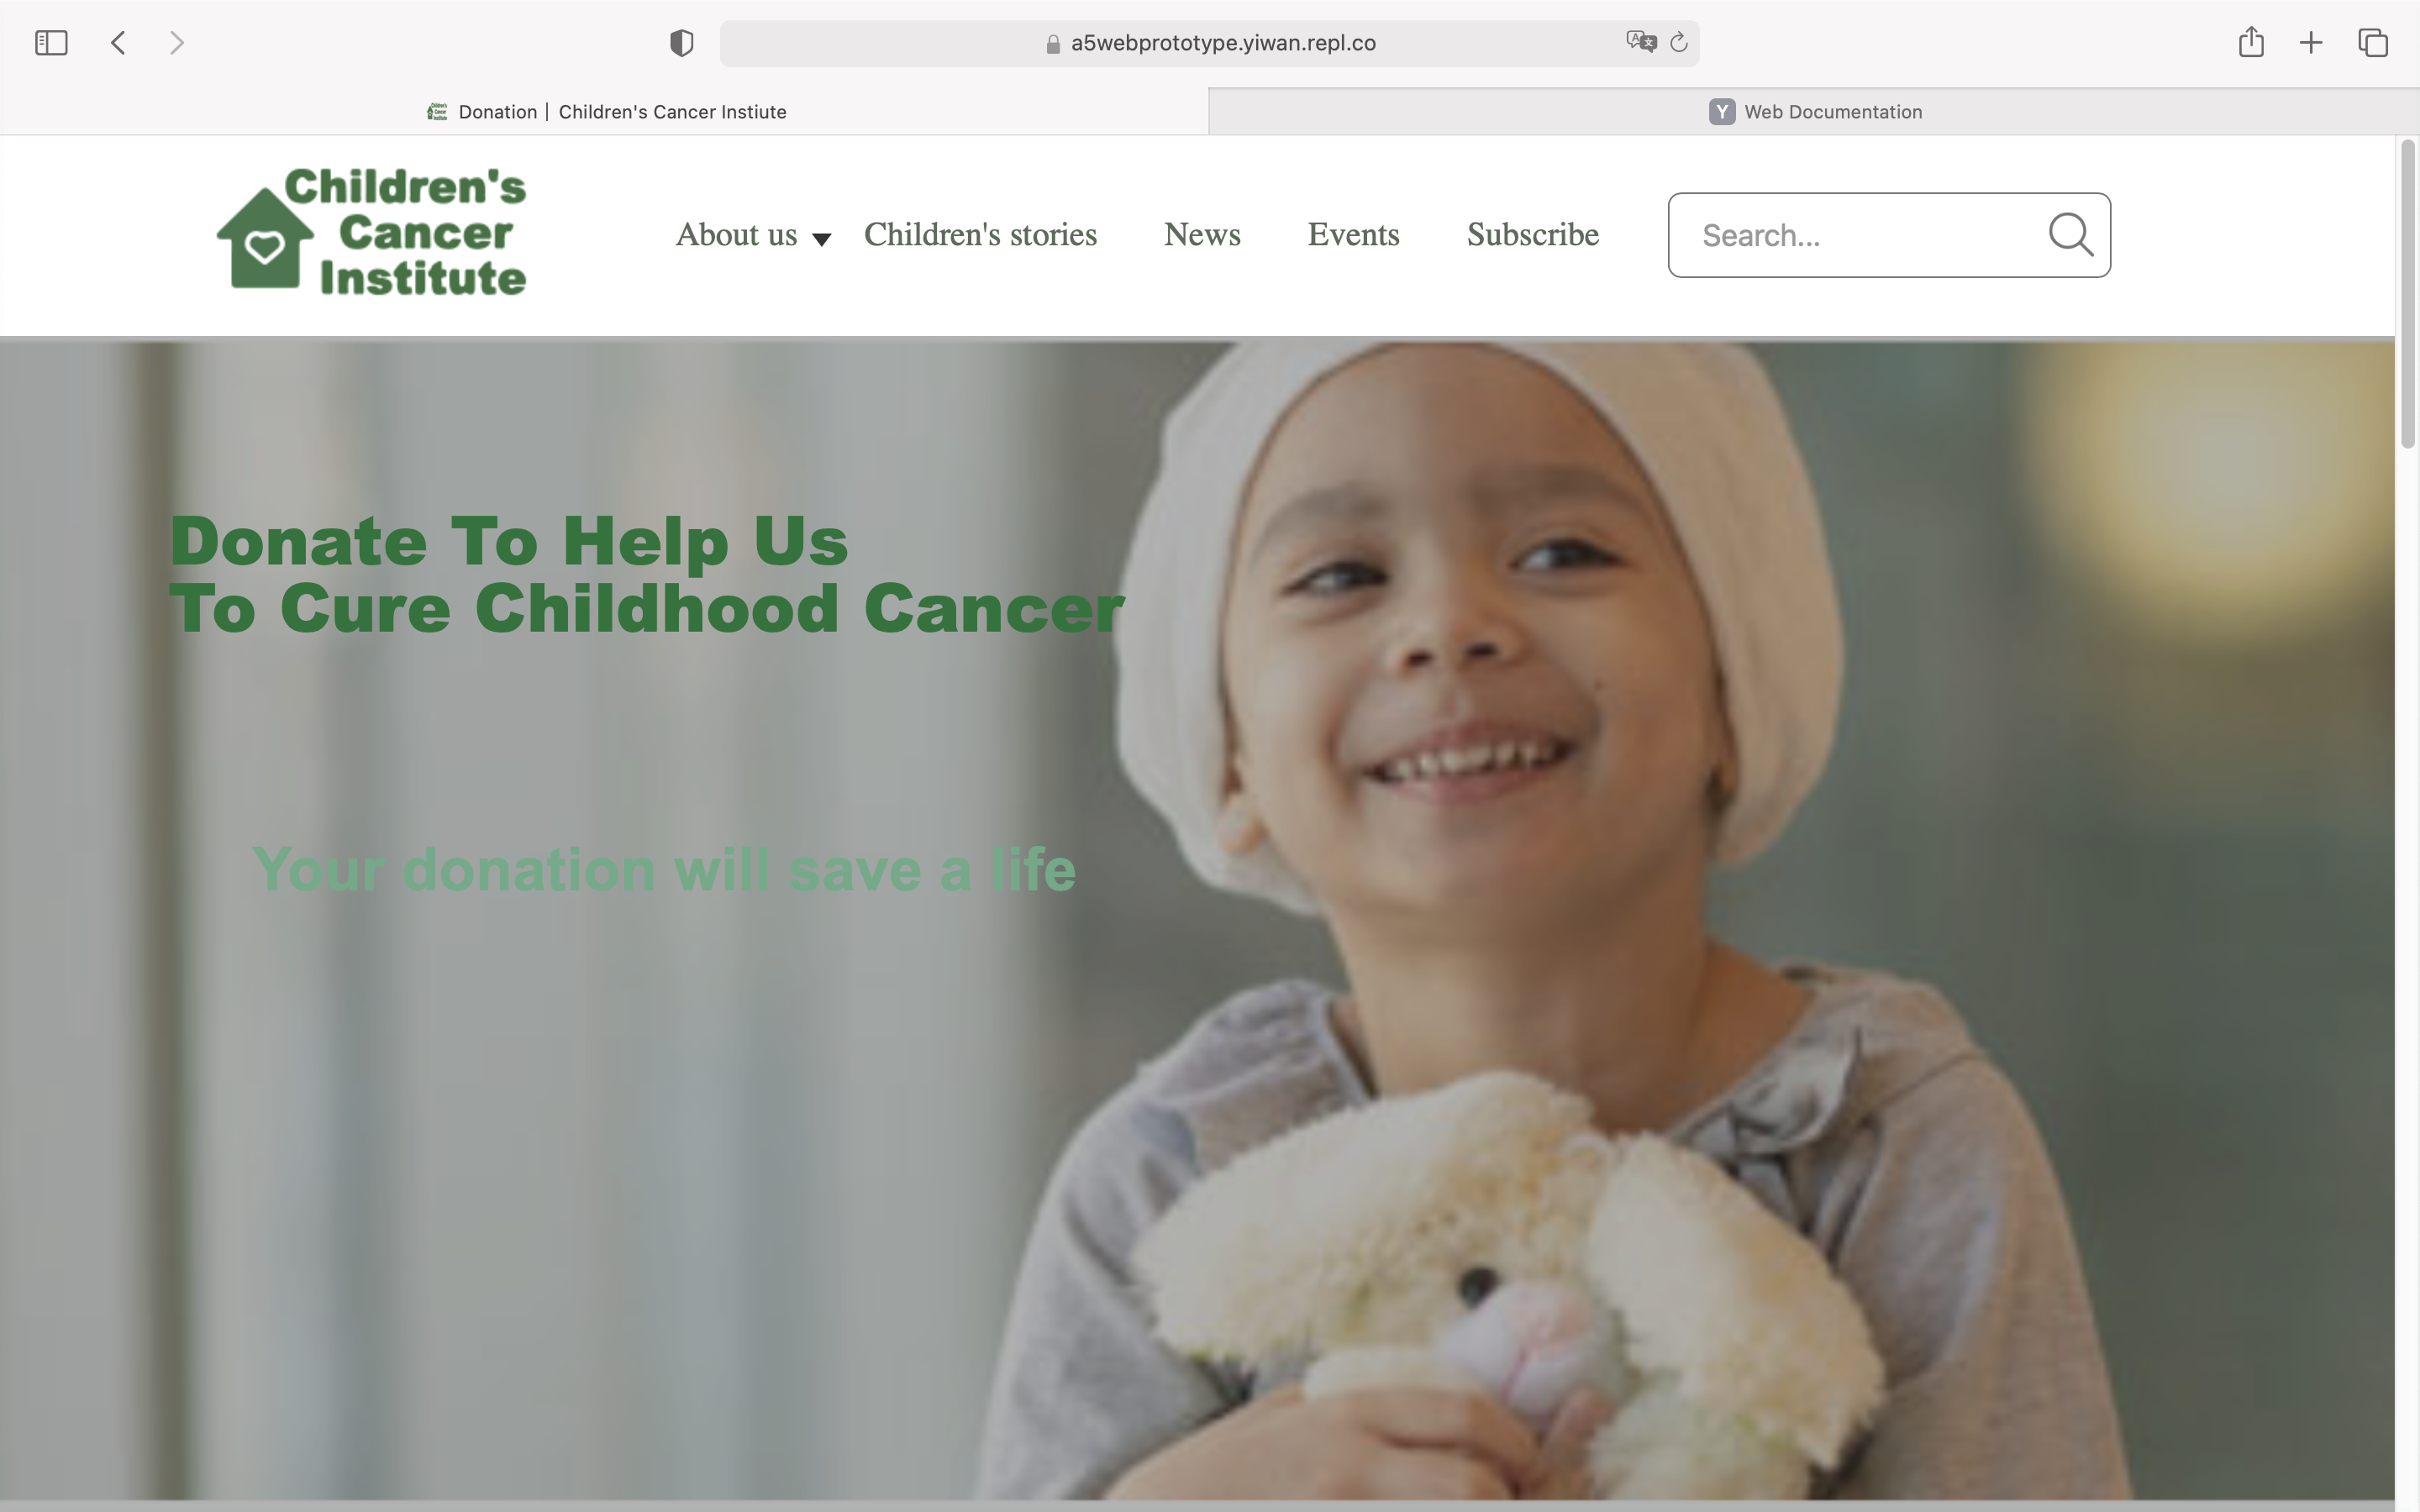 a5webprototype.yiwan.repl.co
Donation | Children's Cancer Instiute
Y Web Documentation
Children's
Cancer
Institute
About us
Children's stories
News
Events
Subscribe
Search...
Donate To Help Us
To Cure Childhood Cancer
Your donation will save a life